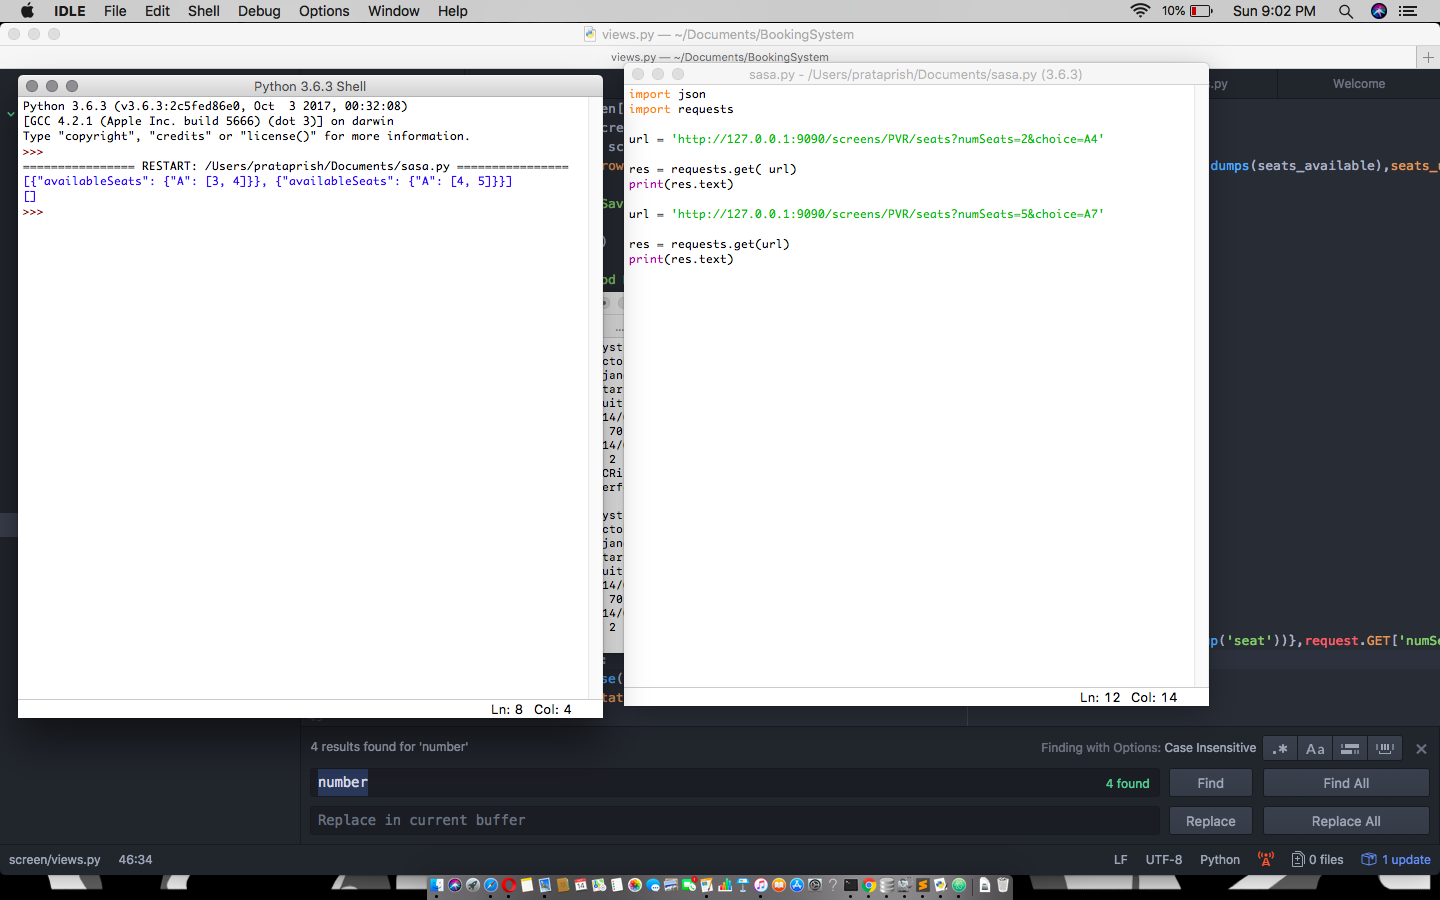 IDLE File Edit Shell Debug Options Window Help
10% Sun 9:02 PM
views.py — ~/Documents/BookingSystem
views.py — ~/Documents/BookingSystem
Python 3.6.3 Shell
Python 3.6.3 (v3.6.3:2c5fed86e0, Oct  3 2017, 00:32:08)
[GCC 4.2.1 (Apple Inc. build 5666) (dot 3)] on darwin
Type "copyright", "credits" or "license()" for more information.
>>>
================ RESTART: /Users/prataprish/Documents/sasa.py ================
[{"availableSeats": {"A": [3, 4]}}, {"availableSeats": {"A": [4, 5]}}]
[]
>>>
Ln: 8 Col: 4
sasa.py - /Users/prataprish/Documents/sasa.py (3.6.3)
import json
import requests
url = 'http://127.0.0.1:9090/screens/PVR/seats?numSeats=2&choice=A4'
res = requests.get( url)
print(res.text)
url = 'http://127.0.0.1:9090/screens/PVR/seats?numSeats=5&choice=A7'
res = requests.get(url)
print(res.text)
Ln: 12 Col: 14
.py
Welcome
dumps(seats_available),seats_
p('seat'))},request.GET['numSe
4 results found for 'number'
Finding with Options: Case Insensitive
.* Aa
number
4 found
Find
Find All
Replace in current buffer
Replace
Replace All
screen/views.py 46:34
LF UTF-8 Python 0 files 1 update